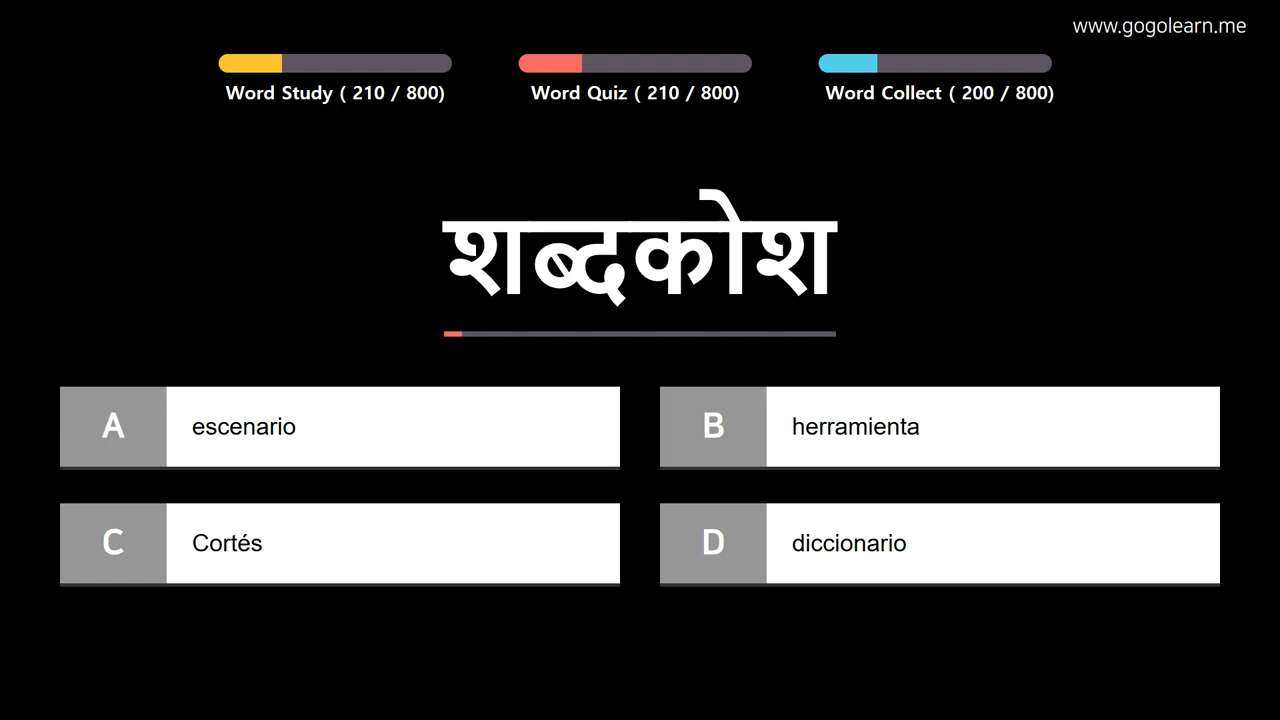 www.gogolearn.me
Word Study ( 210 / 800)
Word Quiz ( 210 / 800)
Word Collect ( 200 / 800)
शब्दकोश
A escenario
B herramienta
C Cortés
D diccionario